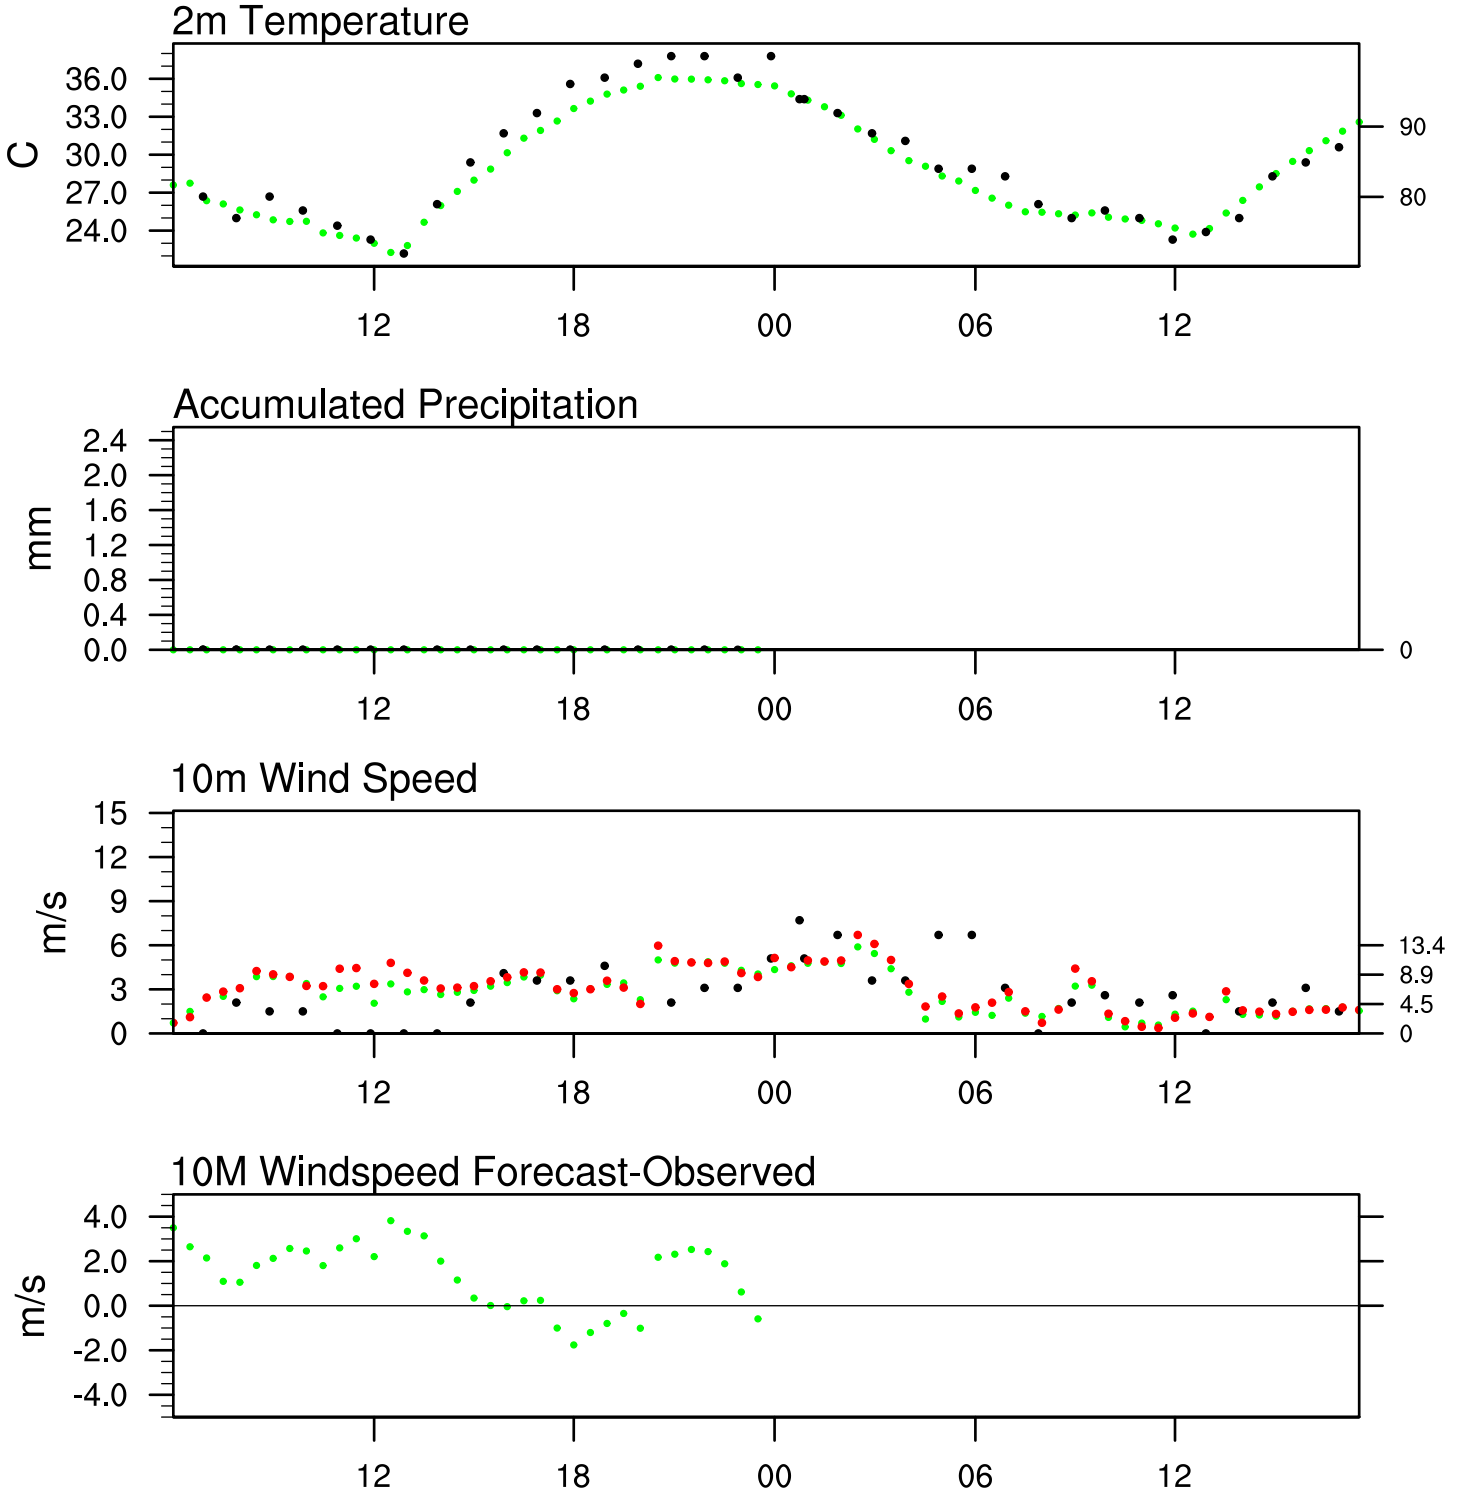 2m Temperature
36.0
33.0
30.0
27.0
24.0
C
90
80
12 18 00 06 12
Accumulated Precipitation
2.4
2.0
1.6
1.2
0.8
0.4
0.0
mm
0
12 18 00 06 12
10m Wind Speed
15
12
9
6
3
0
m/s
13.4
8.9
4.5
0
12 18 00 06 12
10M Windspeed Forecast-Observed
4.0
2.0
0.0
-2.0
-4.0
m/s
12 18 00 06 12